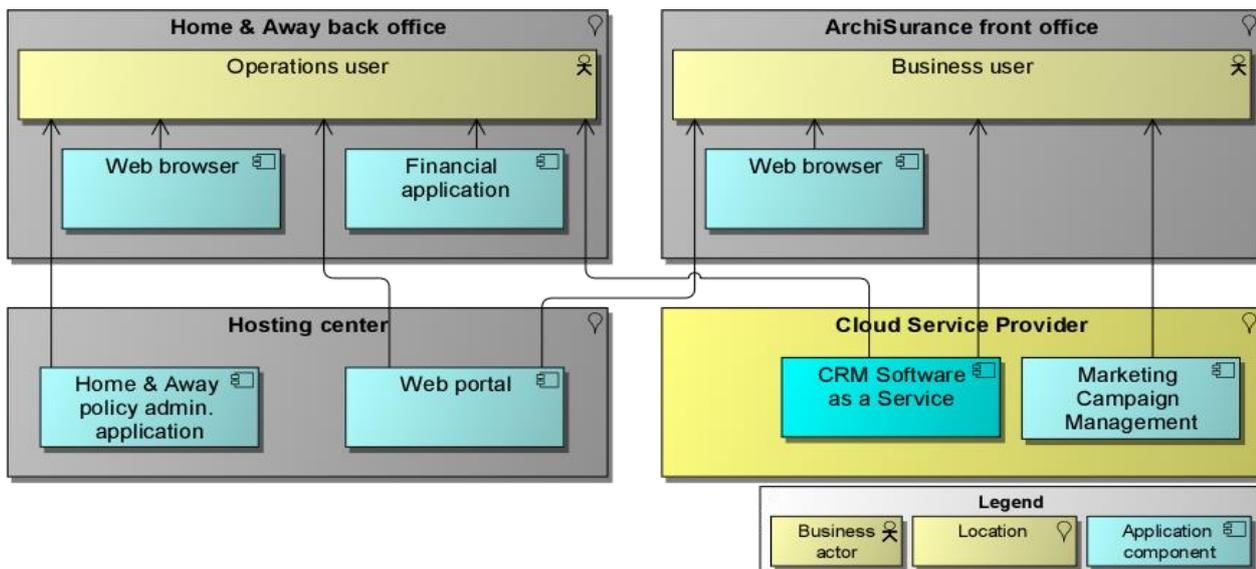 Home & Away back office
Operations user
Web browser
Financial
application
ArchiSurance front office
Business user
Web browser
Hosting center
Home & Away
policy admin.
application
Web portal
Cloud Service Provider
CRM Software
as a Service
Marketing
Campaign
Management
Legend
Business
actor
Location
Application
component